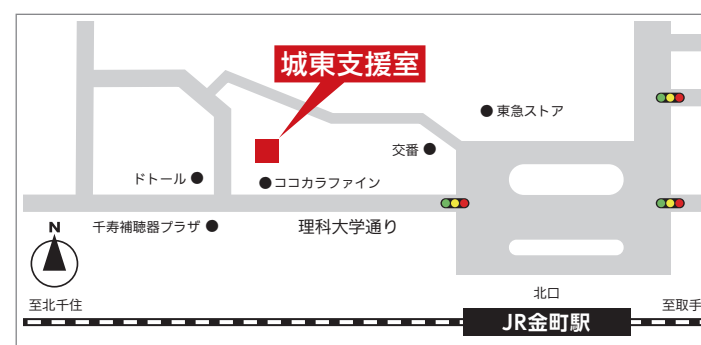 城東支援室
東急ストア
交番
ドトール
ココカラファイン
千寿補聴器プラザ
理科大学通り
N
北口
至北千住
至取手
JR金町駅